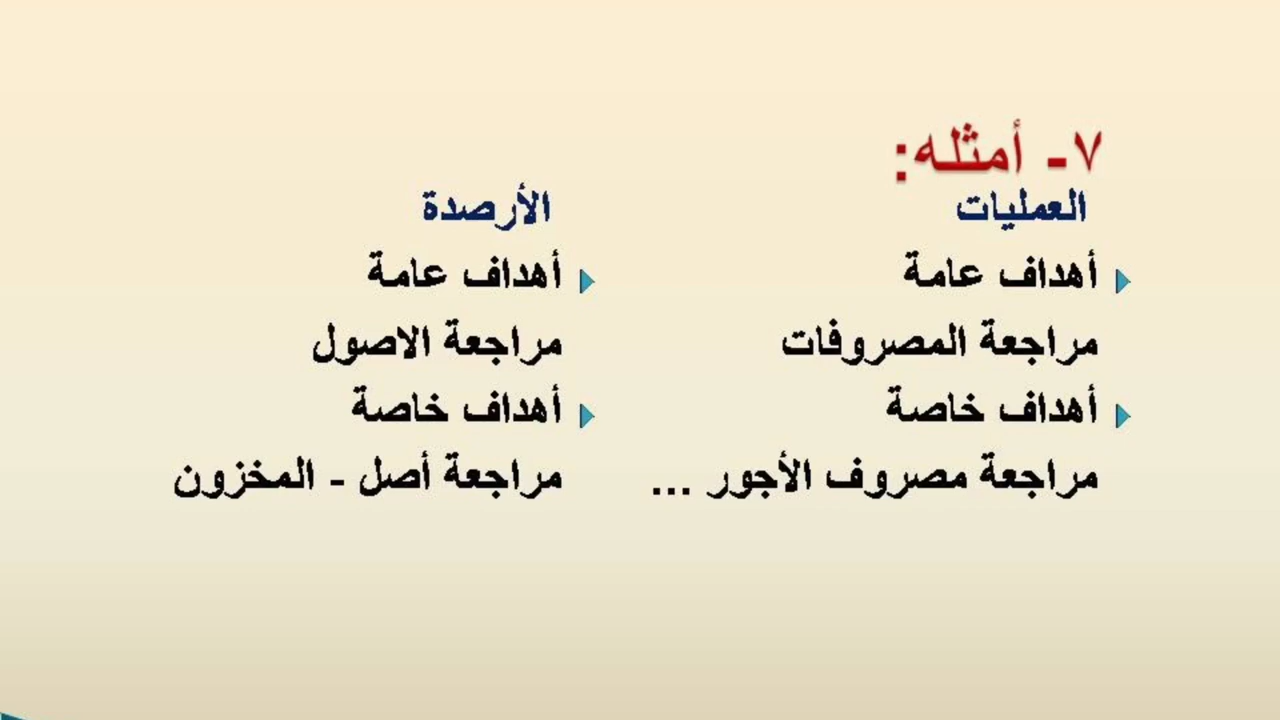 ٧- أمثله:
العمليات
أهداف عامة
مراجعة المصروفات
أهداف خاصة
مراجعة مصروف الأجور ...
الأرصدة
أهداف عامة
مراجعة الاصول
أهداف خاصة
مراجعة أصل - المخزون